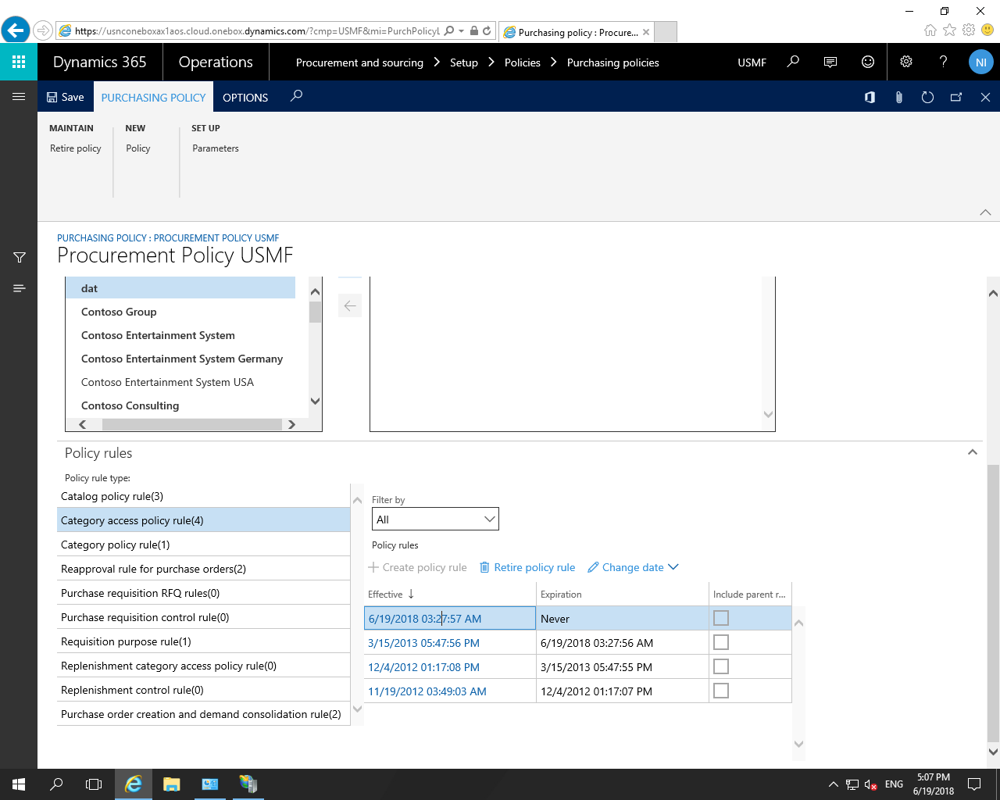 https://usnconeboxax1aos.cloud.onebox.dynamics.com/?cmp=USMF&mi=PurchPolicyL
Purchasing policy : Procure...
Dynamics 365
Operations
Procurement and sourcing
Setup
Policies
Purchasing policies
USMF
?
NI
Save
PURCHASING POLICY
OPTIONS
MAINTAIN
Retire policy
NEW
Policy
SET UP
Parameters
PURCHASING POLICY : PROCUREMENT POLICY USMF
Procurement Policy USMF
dat
Contoso Group
Contoso Entertainment System
Contoso Entertainment System Germany
Contoso Entertainment System USA
Contoso Consulting
Policy rules
Policy rule type:
Catalog policy rule(3)
Category access policy rule(4)
Category policy rule(1)
Reapproval rule for purchase orders(2)
Purchase requisition RFQ rules(0)
Purchase requisition control rule(0)
Requisition purpose rule(1)
Replenishment category access policy rule(0)
Replenishment control rule(0)
Purchase order creation and demand consolidation rule(2)
Filter by
All
Policy rules
Create policy rule
Retire policy rule
Change date
Effective
Expiration
Include parent r...
6/19/2018 03:27:57 AM
Never
3/15/2013 05:47:56 PM
6/19/2018 03:27:56 AM
12/4/2012 01:17:08 PM
3/15/2013 05:47:55 PM
11/19/2012 03:49:03 AM
12/4/2012 01:17:07 PM
ENG
5:07 PM
6/19/2018